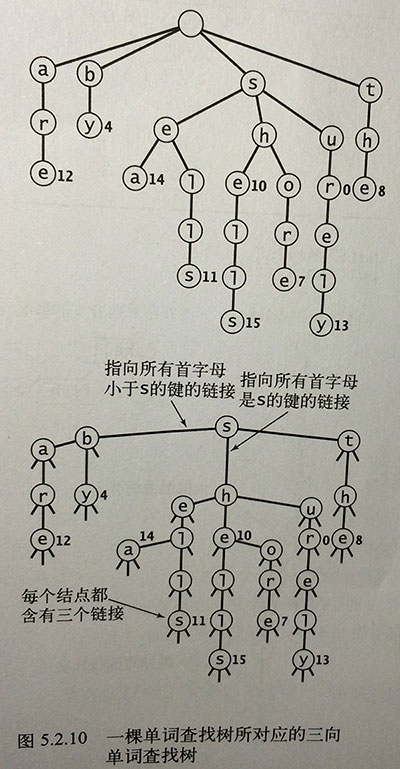 a b s t
r y 4 e h u h
e 12 a 14 l e 10 o r 0 e 8
l l r e
s 11 l e 7 l
s 15 y 13
指向所有首字母 指向所有首字母
小于s的键的链接 是s的键的链接
a b s t
r y 4 e h u h
e 12 14 a l e 10 o r 0 e 8
每个结点都 l l r e
含有三个链接 s 11 l e 7 l
s 15 y 13
图 5.2.10 一棵单词查找树所对应的三向
单词查找树